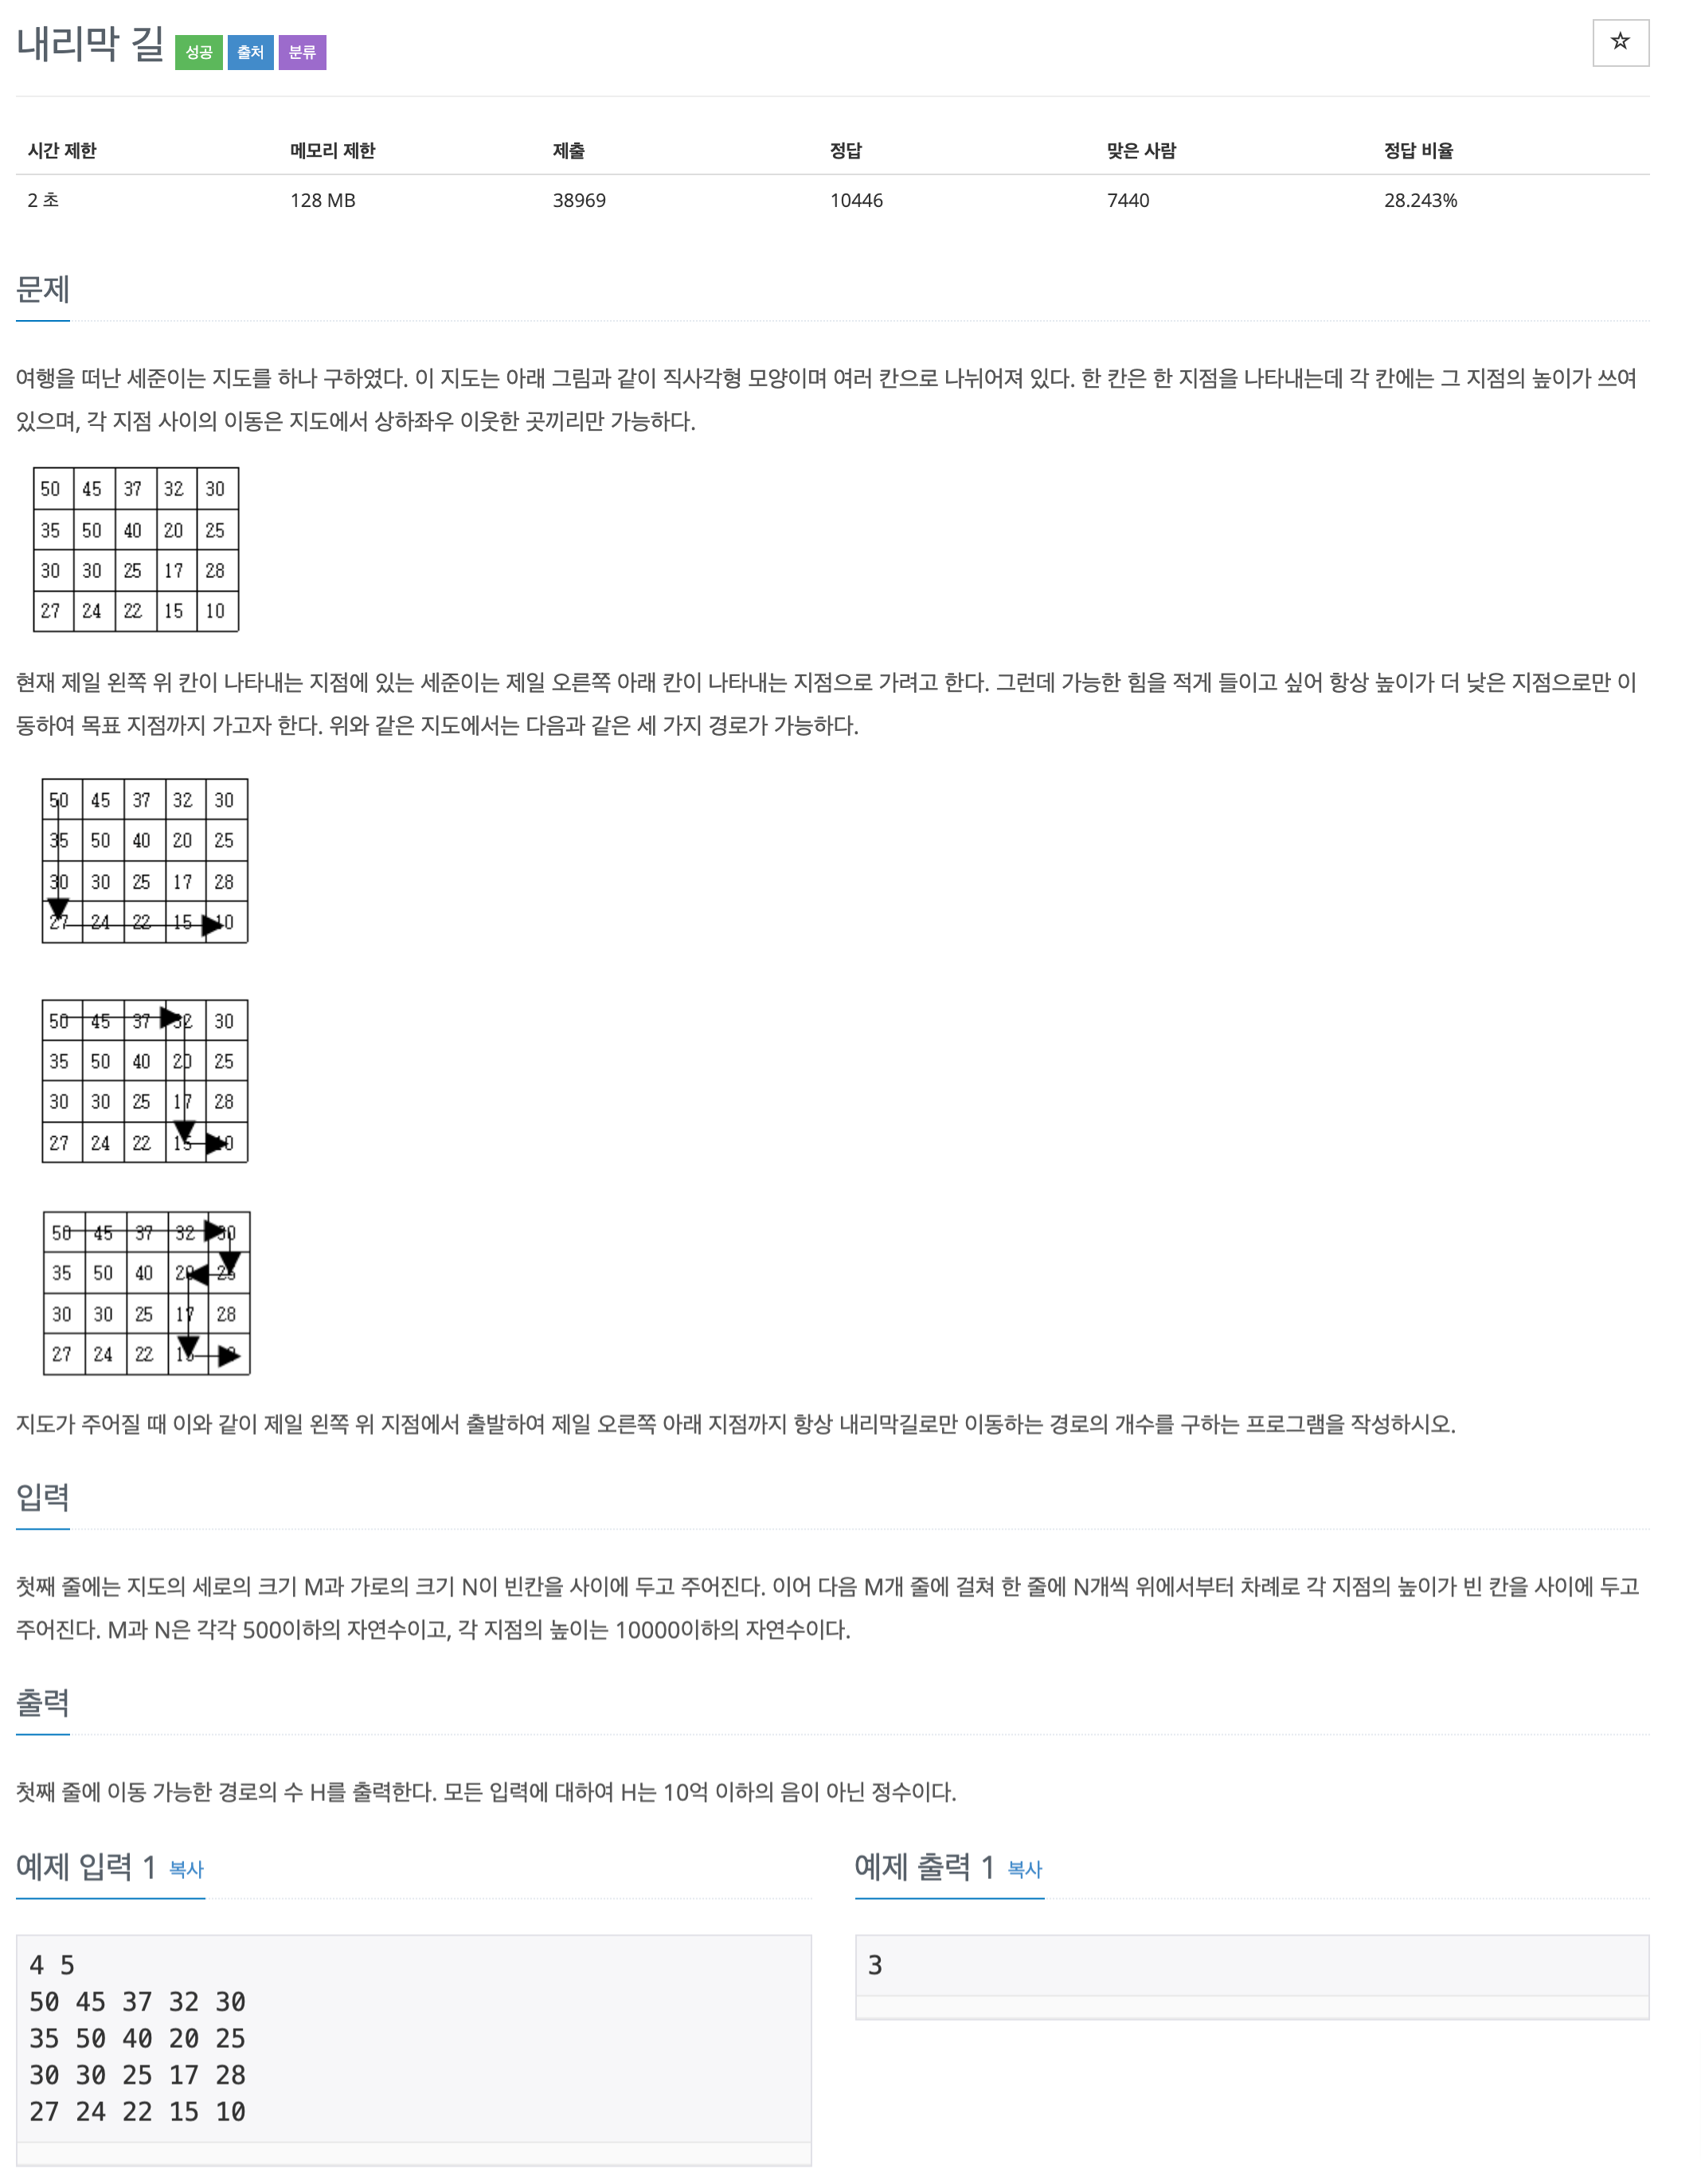 내리막 길 성공 출처 분류
☆
시간 제한 메모리 제한 제출 정답 맞은 사람 정답 비율
2 초 128 MB 38969 10446 7440 28.243%
문제
여행을 떠난 세준이는 지도를 하나 구하였다. 이 지도는 아래 그림과 같이 직사각형 모양이며 여러 칸으로 나뉘어져 있다. 한 칸은 한 지점을 나타내는데 각 칸에는 그 지점의 높이가 쓰여
있으며, 각 지점 사이의 이동은 지도에서 상하좌우 이웃한 곳끼리만 가능하다.
50 45 37 32 30
35 50 40 20 25
30 30 25 17 28
27 24 22 15 10
현재 제일 왼쪽 위 칸이 나타내는 지점에 있는 세준이는 제일 오른쪽 아래 칸이 나타내는 지점으로 가려고 한다. 그런데 가능한 힘을 적게 들이고 싶어 항상 높이가 더 낮은 지점으로만 이
동하여 목표 지점까지 가고자 한다. 위와 같은 지도에서는 다음과 같은 세 가지 경로가 가능하다.
50 45 37 32 30
35 50 40 20 25
30 30 25 17 28
27 24 22 15 10
50 45 37 32 30
35 50 40 20 25
30 30 25 17 28
27 24 22 15 10
50 45 37 32 30
35 50 40 20 25
30 30 25 17 28
27 24 22 15
지도가 주어질 때 이와 같이 제일 왼쪽 위 지점에서 출발하여 제일 오른쪽 아래 지점까지 항상 내리막길로만 이동하는 경로의 개수를 구하는 프로그램을 작성하시오.
입력
첫째 줄에는 지도의 세로의 크기 M과 가로의 크기 N이 빈칸을 사이에 두고 주어진다. 이어 다음 M개 줄에 걸쳐 한 줄에 N개씩 위에서부터 차례로 각 지점의 높이가 빈 칸을 사이에 두고
주어진다. M과 N은 각각 500이하의 자연수이고, 각 지점의 높이는 10000이하의 자연수이다.
출력
첫째 줄에 이동 가능한 경로의 수 H를 출력한다. 모든 입력에 대하여 H는 10억 이하의 음이 아닌 정수이다.
예제 입력 1 복사
4 5
50 45 37 32 30
35 50 40 20 25
30 30 25 17 28
27 24 22 15 10
예제 출력 1 복사
3